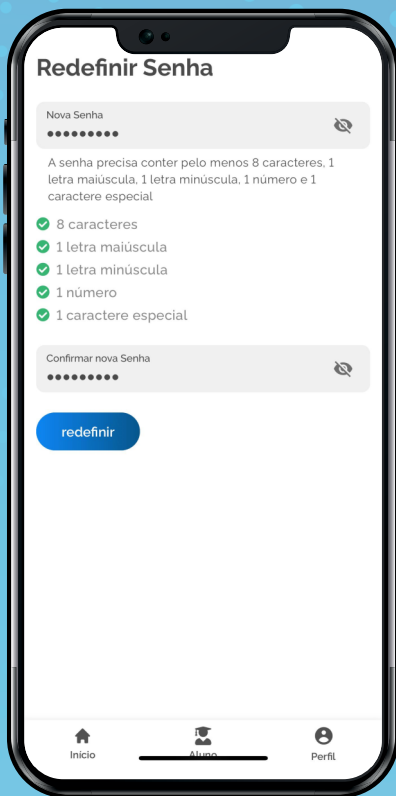 Redefinir Senha
Nova Senha
•••••••••
A senha precisa conter pelo menos 8 caracteres, 1
letra maiúscula, 1 letra minúscula, 1 número e 1
caractere especial
8 caracteres
1 letra maiúscula
1 letra minúscula
1 número
1 caractere especial
Confirmar nova Senha
•••••••••
redefinir
Início
Aluno
Perfil